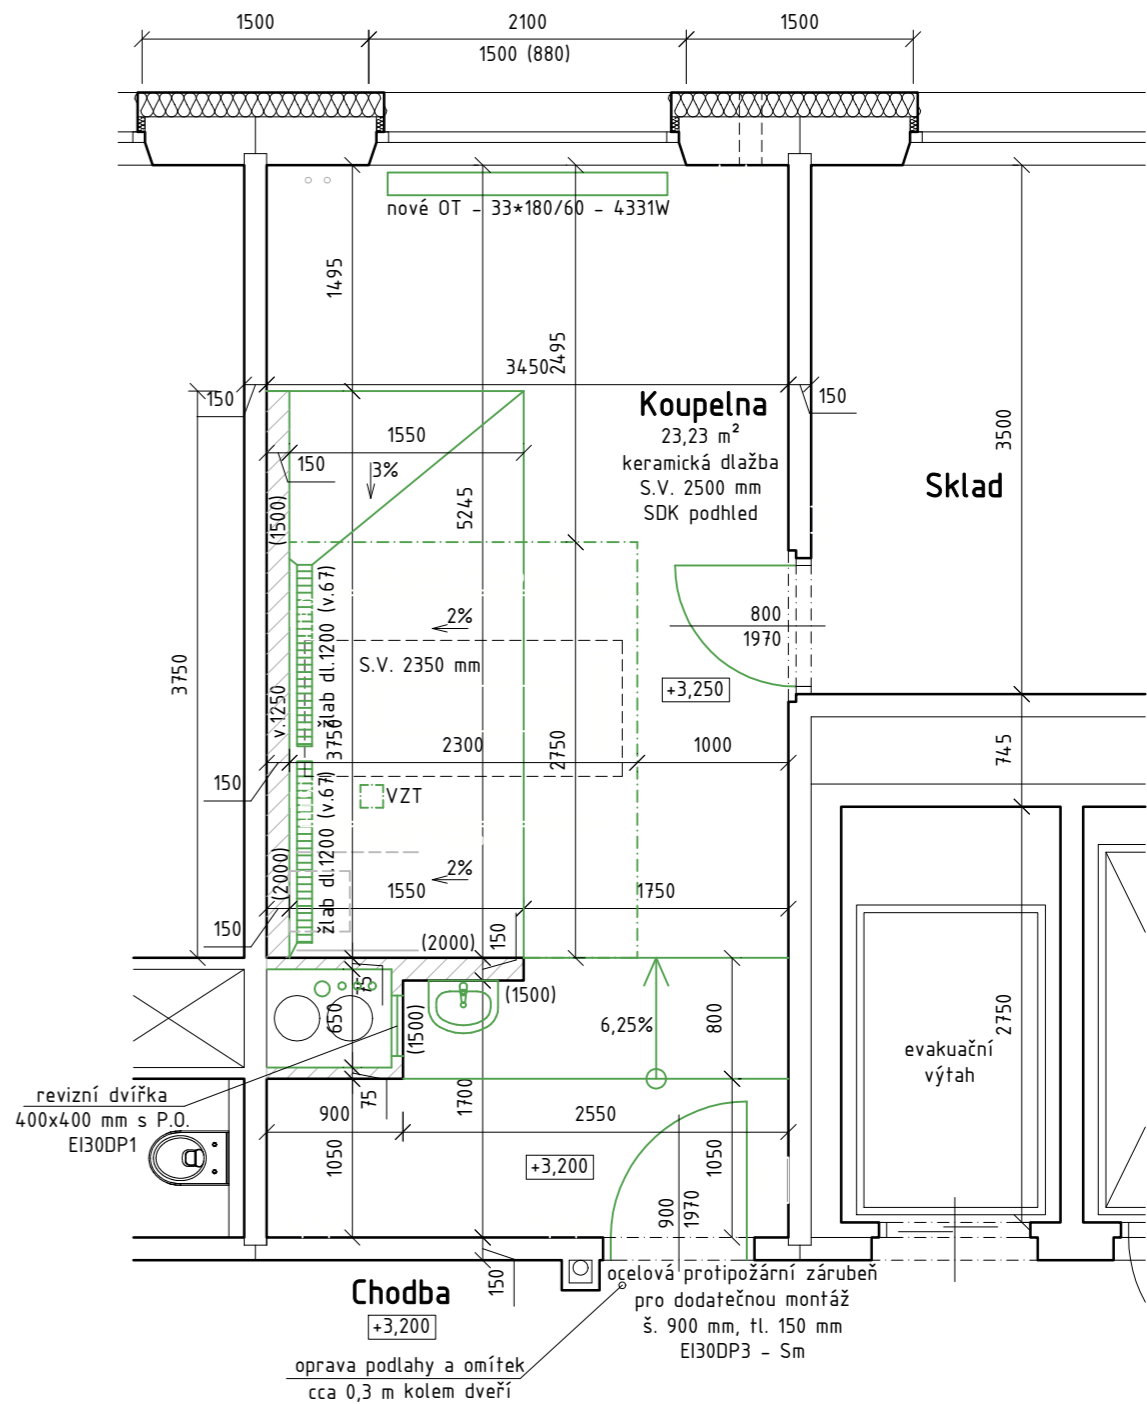 1500
2100
1500
1500 (880)
nové OT - 33*180/60 - 4331W
1495
2495
3450
150
150
Koupelna
23,23 m²
keramická dlažba
S.V. 2500 mm
SDK podhled
3500
Sklad
1550
150
3%
(1500)
5245
žlab dl.1200 (v.67)
2%
800
1970
S.V. 2350 mm
+3,250
3750
v.1250
3750
2300
2750
1000
745
150
VZT
žlab dl.1200 (v.67)
(2000)
2%
1550
1750
150
(2000)
150
75
(1500)
650
(1500)
6,25%
800
2750
evakuační
výtah
revizní dvířka
400x400 mm s P.O.
EI30DP1
75
1700
900
2550
1050
1050
+3,200
900
1970
150
Chodba
+3,200
ocelová protipožární zárubeň
pro dodatečnou montáž
š. 900 mm, tl. 150 mm
EI30DP3 - Sm
oprava podlahy a omítek
cca 0,3 m kolem dveří